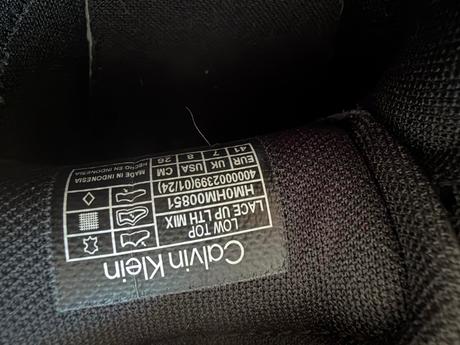 Calvin Klein
LOW TOP
LACE UP LTH MIX
HM0HM00851
4000002399(01/24)
EUR UK USA CM
41 7 8 26
MADE IN INDONESIA
HECHO EN INDONESIA